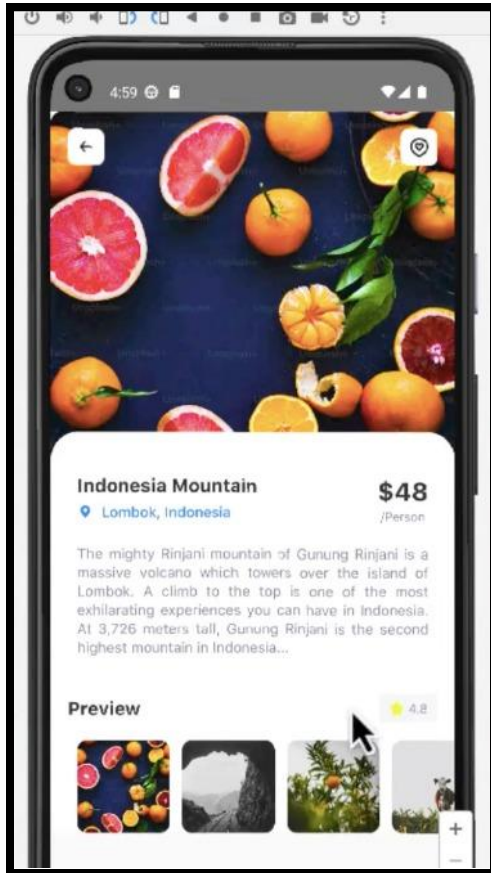 4:59
Indonesia Mountain
$48
Lombok, Indonesia
/Person
The mighty Rinjani mountain of Gunung Rinjani is a
massive volcano which towers over the island of
Lombok. A climb to the top is one of the most
exhilarating experiences you can have in Indonesia.
At 3,726 meters tall, Gunung Rinjani is the second
highest mountain in Indonesia...
Preview
4.8